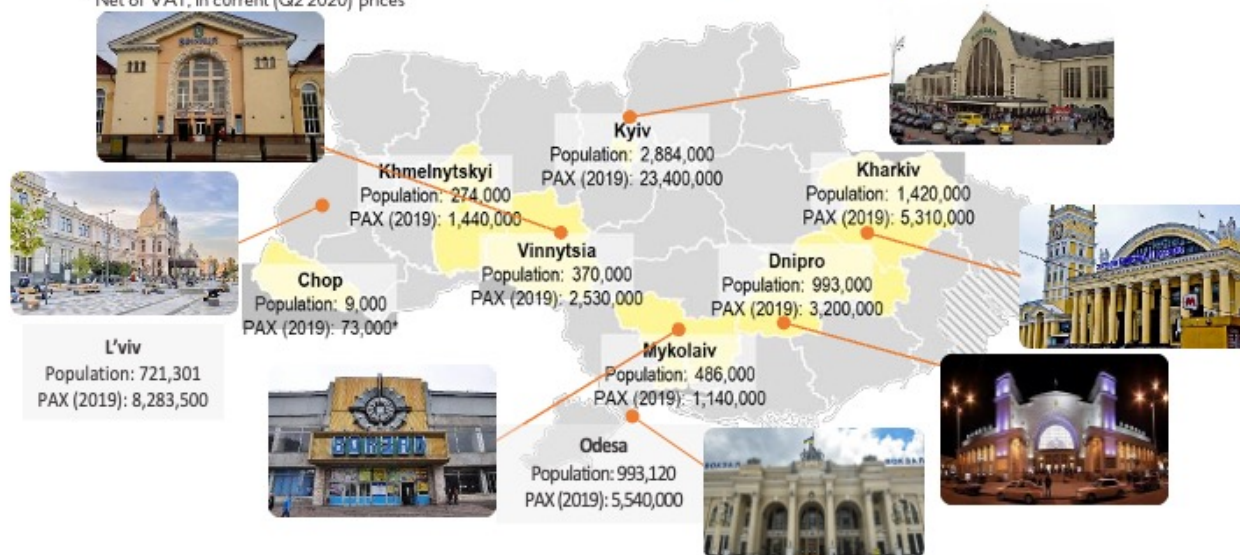 Net of VAT, in current (Q2 2020) prices
Kyiv
Population: 2,884,000
PAX (2019): 23,400,000
Khmelnytskyi
Population: 274,000
PAX (2019): 1,440,000
Kharkiv
Population: 1,420,000
PAX (2019): 5,310,000
Vinnytsia
Population: 370,000
PAX (2019): 2,530,000
Dnipro
Population: 993,000
PAX (2019): 3,200,000
Chop
Population: 9,000
PAX (2019): 73,000*
L'viv
Population: 721,301
PAX (2019): 8,283,500
Mykolaiv
Population: 486,000
PAX (2019): 1,140,000
Odesa
Population: 993,120
PAX (2019): 5,540,000
ВОКЗАЛ
ВОКЗАЛ
ВОКЗАЛ